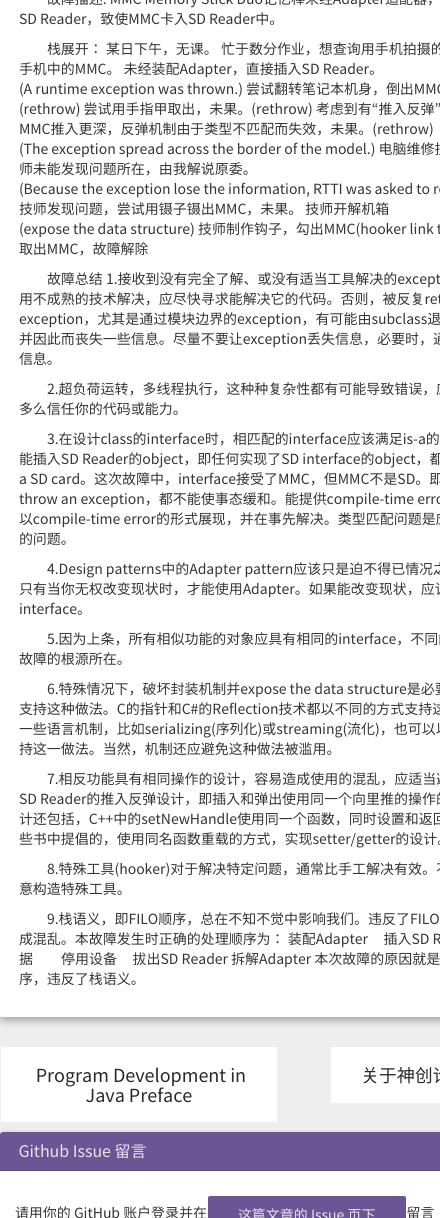 故障描述: MMC Memory Stick Duo记忆棒未经Adapter适配器，
SD Reader，致使MMC卡入SD Reader中。
栈展开： 某日下午，无课。 忙于数分作业，想查询用手机拍摄的
手机中的MMC。 未经装配Adapter，直接插入SD Reader。
(A runtime exception was thrown.) 尝试翻转笔记本机身，倒出MMC
(rethrow) 尝试用手指甲取出，未果。(rethrow) 考虑到有“推入反弹”
MMC推入更深，反弹机制由于类型不匹配而失效，未果。(rethrow)
(The exception spread across the border of the model.) 电脑维修技
师未能发现问题所在，由我解说原委。
(Because the exception lose the information, RTTI was asked to re
技师发现问题，尝试用镊子镊出MMC，未果。 技师开解机箱
(expose the data structure) 技师制作钩子，勾出MMC(hooker link t
取出MMC，故障解除
故障总结 1.接收到没有完全了解、或没有适当工具解决的except
用不成熟的技术解决，应尽快寻求能解决它的代码。否则，被反复ret
exception，尤其是通过模块边界的exception，有可能由subclass退
并因此而丧失一些信息。尽量不要让exception丢失信息，必要时，通
信息。
2.超负荷运转，多线程执行，这种种复杂性都有可能导致错误，应
多么信任你的代码或能力。
3.在设计class的interface时，相匹配的interface应该满足is-a的
能插入SD Reader的object，即任何实现了SD interface的object，都
a SD card。这次故障中，interface接受了MMC，但MMC不是SD。即
throw an exception，都不能使事态缓和。能提供compile-time erro
以compile-time error的形式展现，并在事先解决。类型匹配问题是
的问题。
4.Design patterns中的Adapter pattern应该只是迫不得已情况之
只有当你无权改变现状时，才能使用Adapter。如果能改变现状，应该
interface。
5.因为上条，所有相似功能的对象应具有相同的interface，不同的
故障的根源所在。
6.特殊情况下，破坏封装机制并expose the data structure是必要
支持这种做法。C的指针和C#的Reflection技术都以不同的方式支持这
一些语言机制，比如serializing(序列化)或streaming(流化)，也可以以
持这一做法。当然，机制还应避免这种做法被滥用。
7.相反功能具有相同操作的设计，容易造成使用的混乱，应适当避
SD Reader的推入反弹设计，即插入和弹出使用同一个向里推的操作的
计还包括，C++中的setNewHandle使用同一个函数，同时设置和返回
些书中提倡的，使用同名函数重载的方式，实现setter/getter的设计。
8.特殊工具(hooker)对于解决特定问题，通常比手工解决有效。不
意构造特殊工具。
9.栈语义，即FILO顺序，总在不知不觉中影响我们。违反了FILO
成混乱。本故障发生时正确的处理顺序为： 装配Adapter 插入SD R
据 停用设备 拔出SD Reader 拆解Adapter 本次故障的原因就是
序，违反了栈语义。
Program Development in
Java Preface
关于神创论
Github Issue 留言
请用你的 GitHub 账户登录并在 这篇文章的 Issue 页下 留言